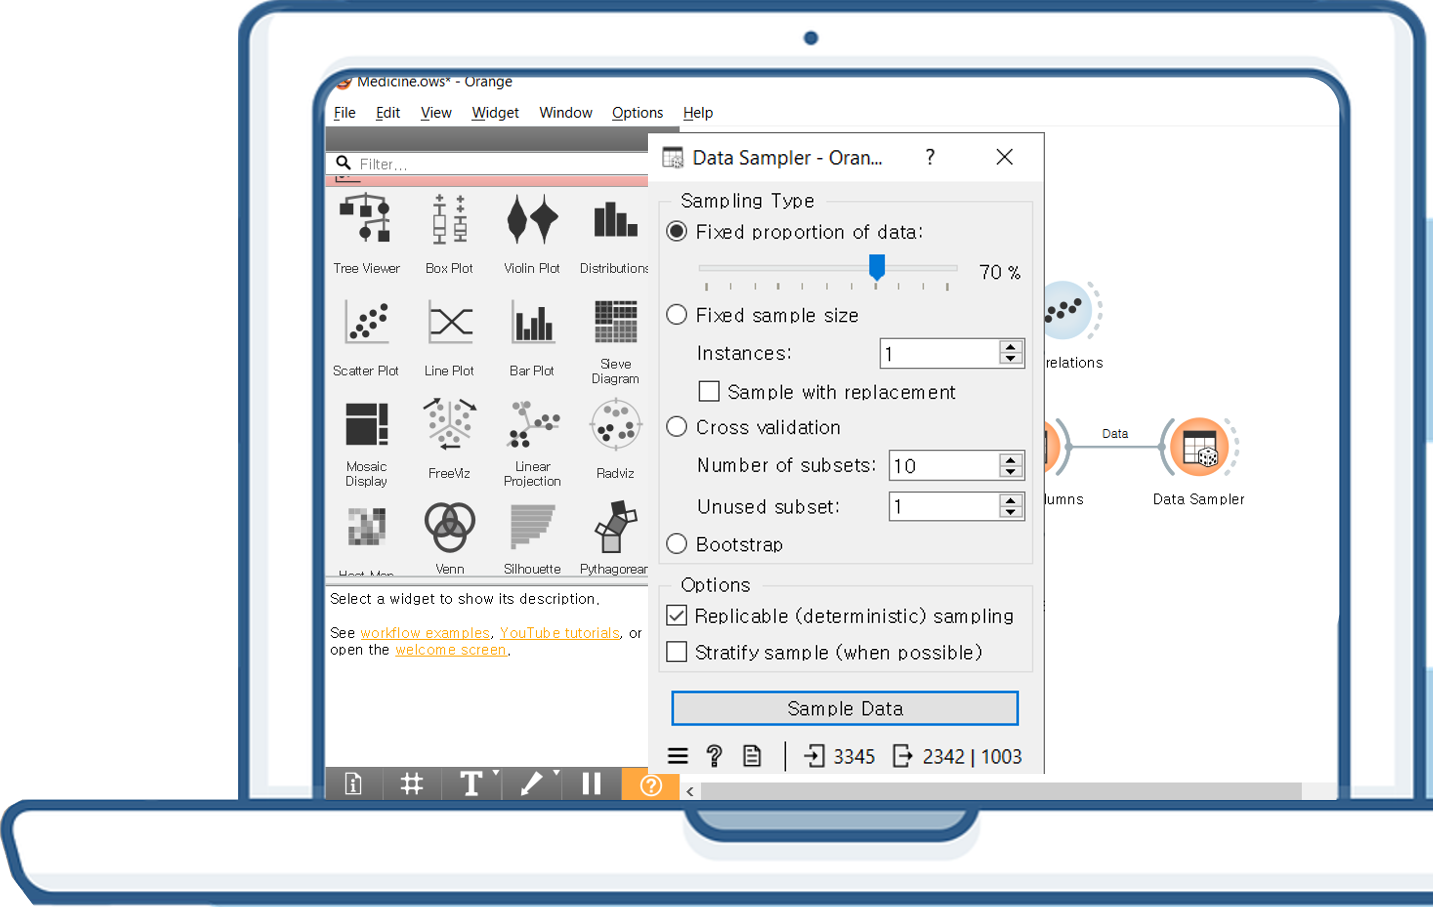 Medicine.ows* - Orange
File Edit View Widget Window Options Help
Filter...
Tree Viewer Box Plot Violin Plot Distributions
Scatter Plot Line Plot Bar Plot Sieve Diagram
Mosaic Display FreeViz Linear Projection Radviz
Heat Map Venn Silhouette Pythagorean
Select a widget to show its description.
See workflow examples, YouTube tutorials, or
open the welcome screen.
Data Sampler - Oran... ?
Sampling Type
Fixed proportion of data:
70 %
Fixed sample size
Instances: 1
Sample with replacement
Cross validation
Number of subsets: 10
Unused subset: 1
Bootstrap
Options
Replicable (deterministic) sampling
Stratify sample (when possible)
Sample Data
3345 2342 | 1003
relations
Data
lumns Data Sampler